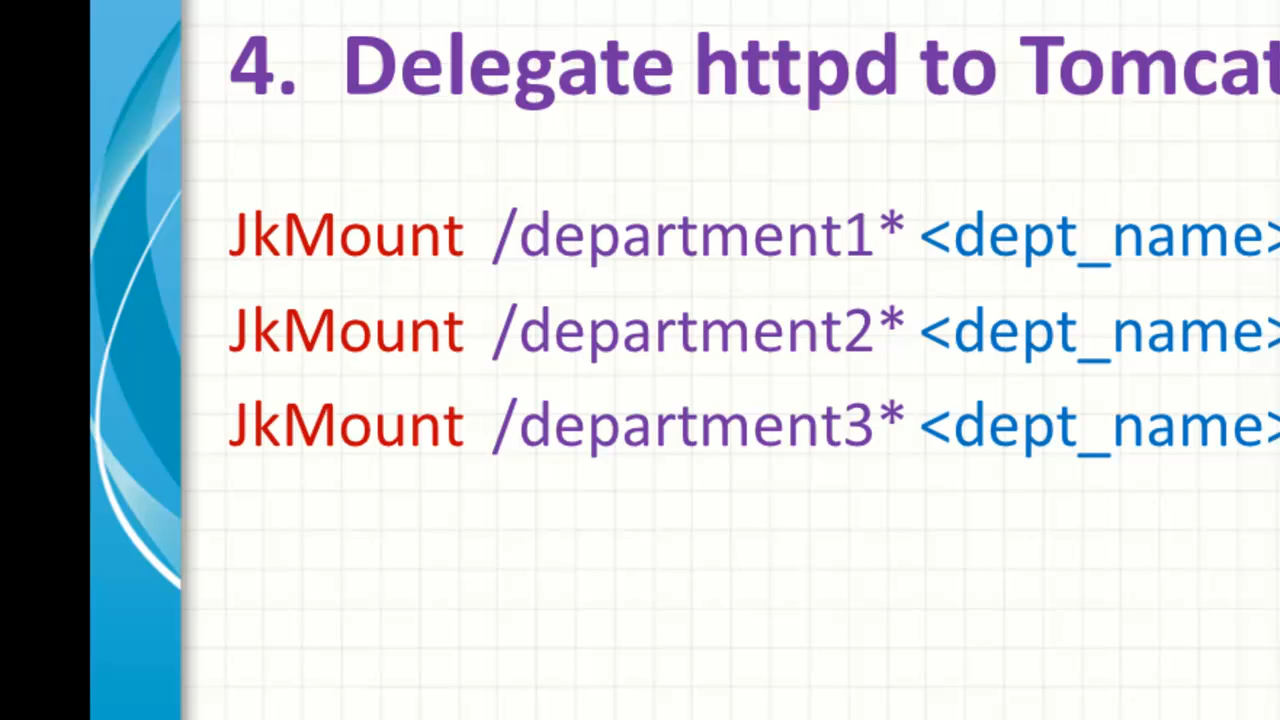 4. Delegate httpd to Tomcat
JkMount /department1* <dept_name>
JkMount /department2* <dept_name>
JkMount /department3* <dept_name>